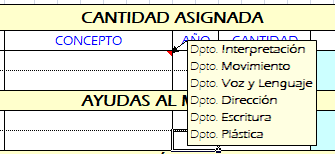 CANTIDAD ASIGNADA
CONCEPTO AÑO CANTIDAD
Dpto. Interpretación
Dpto. Movimiento
Dpto. Voz y Lenguaje
Dpto. Dirección
Dpto. Escritura
Dpto. Plástica
AYUDAS AL